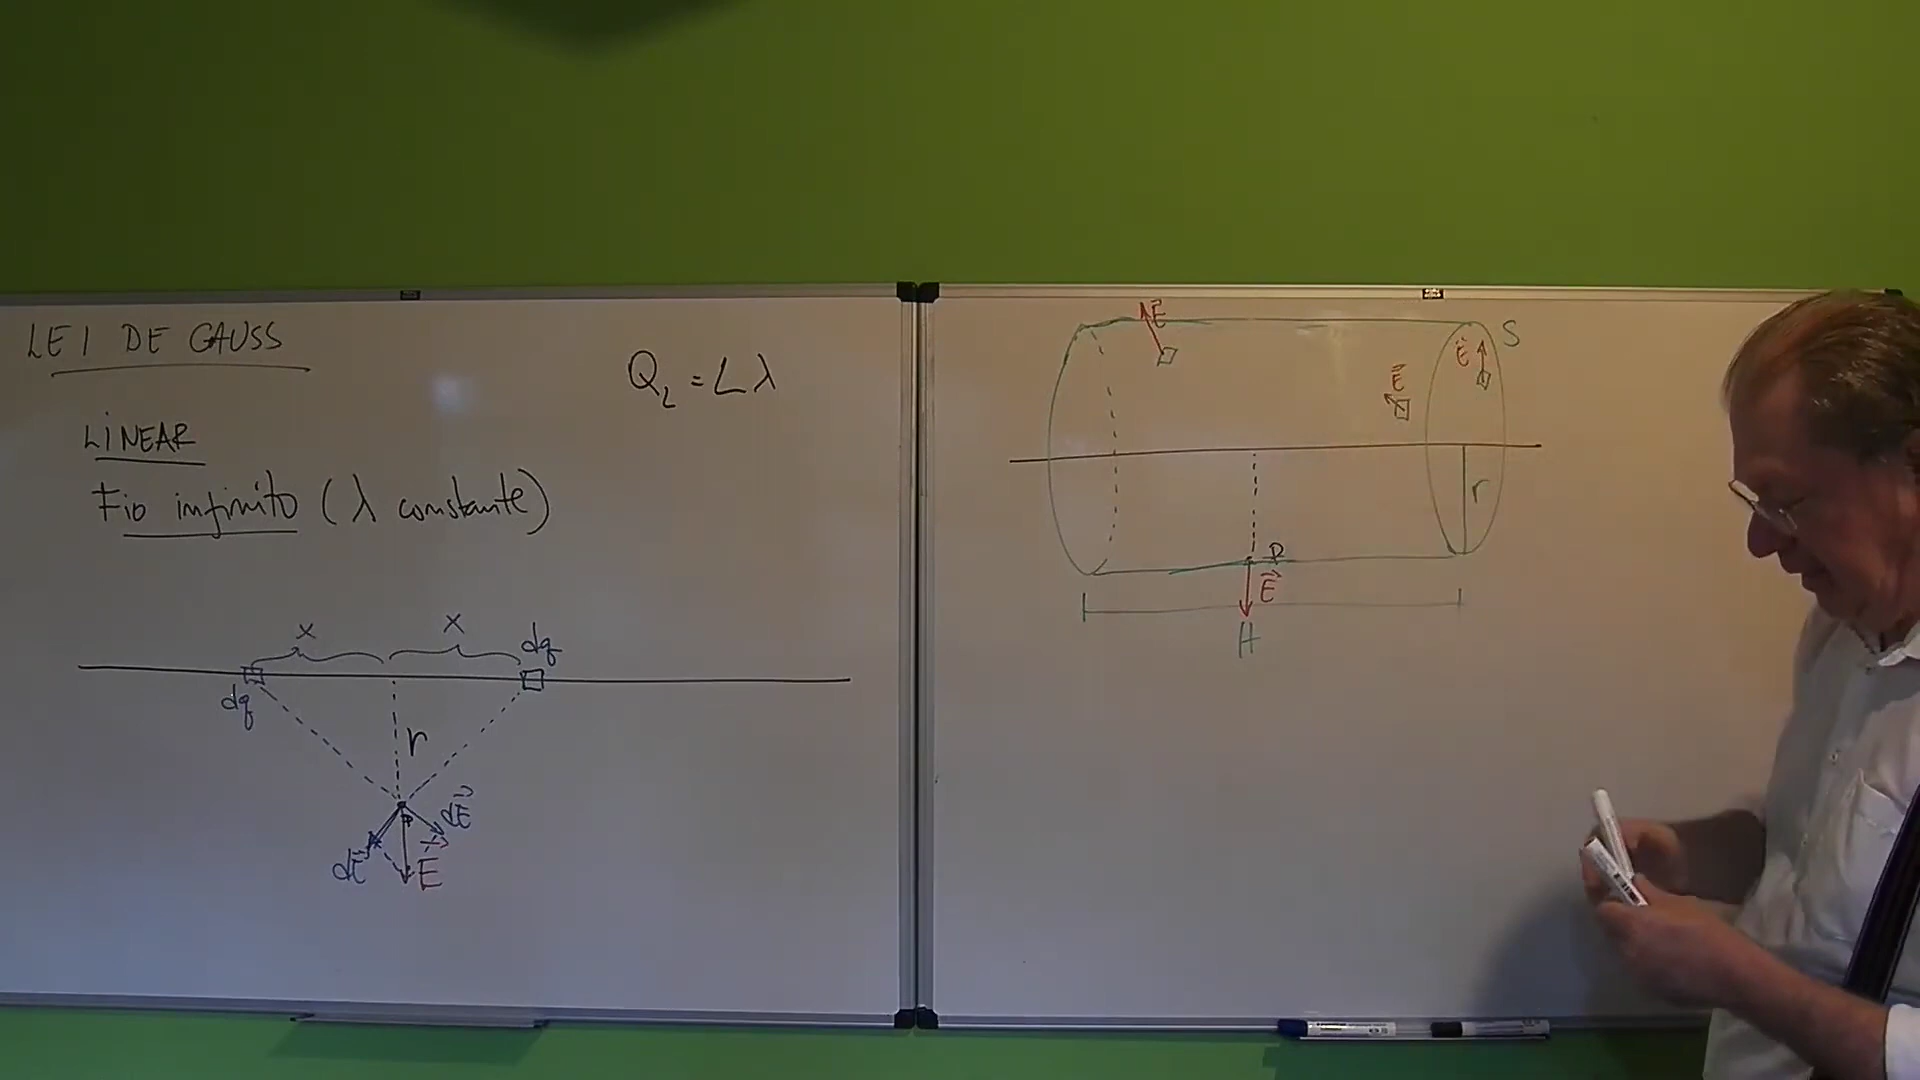 LEI DE GAUSS
Q_L = L λ
LINEAR
Fio infinito (λ constante)
x x
dq
dq
r
P
dE⃗
dE⃗
E⃗
E⃗
S
E⃗
E⃗
r
P
E⃗
H